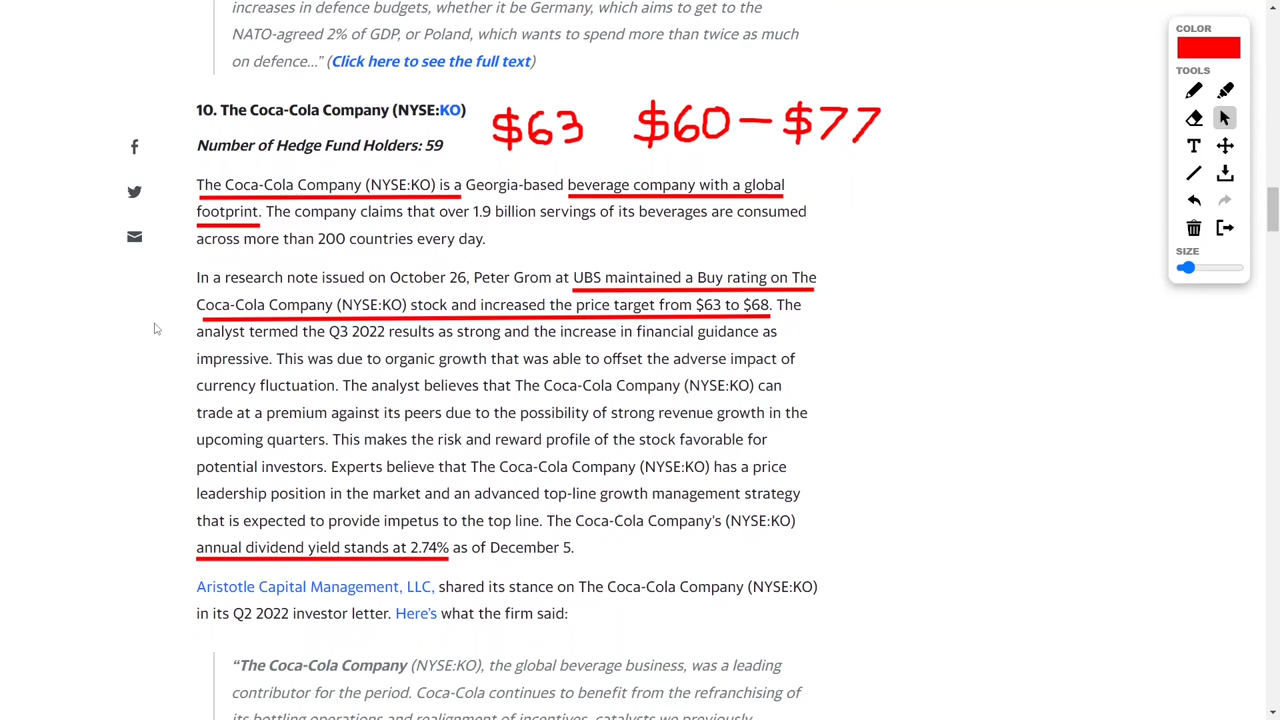 increases in defence budgets, whether it be Germany, which aims to get to the
NATO-agreed 2% of GDP, or Poland, which wants to spend more than twice as much
on defence…” (Click here to see the full text)
10. The Coca-Cola Company (NYSE:KO)
$63 $60-$77
Number of Hedge Fund Holders: 59
The Coca-Cola Company (NYSE:KO) is a Georgia-based beverage company with a global
footprint. The company claims that over 1.9 billion servings of its beverages are consumed
across more than 200 countries every day.
In a research note issued on October 26, Peter Grom at UBS maintained a Buy rating on The
Coca-Cola Company (NYSE:KO) stock and increased the price target from $63 to $68. The
analyst termed the Q3 2022 results as strong and the increase in financial guidance as
impressive. This was due to organic growth that was able to offset the adverse impact of
currency fluctuation. The analyst believes that The Coca-Cola Company (NYSE:KO) can
trade at a premium against its peers due to the possibility of strong revenue growth in the
upcoming quarters. This makes the risk and reward profile of the stock favorable for
potential investors. Experts believe that The Coca-Cola Company (NYSE:KO) has a price
leadership position in the market and an advanced top-line growth management strategy
that is expected to provide impetus to the top line. The Coca-Cola Company’s (NYSE:KO)
annual dividend yield stands at 2.74% as of December 5.
Aristotle Capital Management, LLC, shared its stance on The Coca-Cola Company (NYSE:KO)
in its Q2 2022 investor letter. Here’s what the firm said:
“The Coca-Cola Company (NYSE:KO), the global beverage business, was a leading
contributor for the period. Coca-Cola continues to benefit from the refranchising of
its bottling operations and realignment of incentives, catalysts we previously
COLOR
TOOLS
T
SIZE